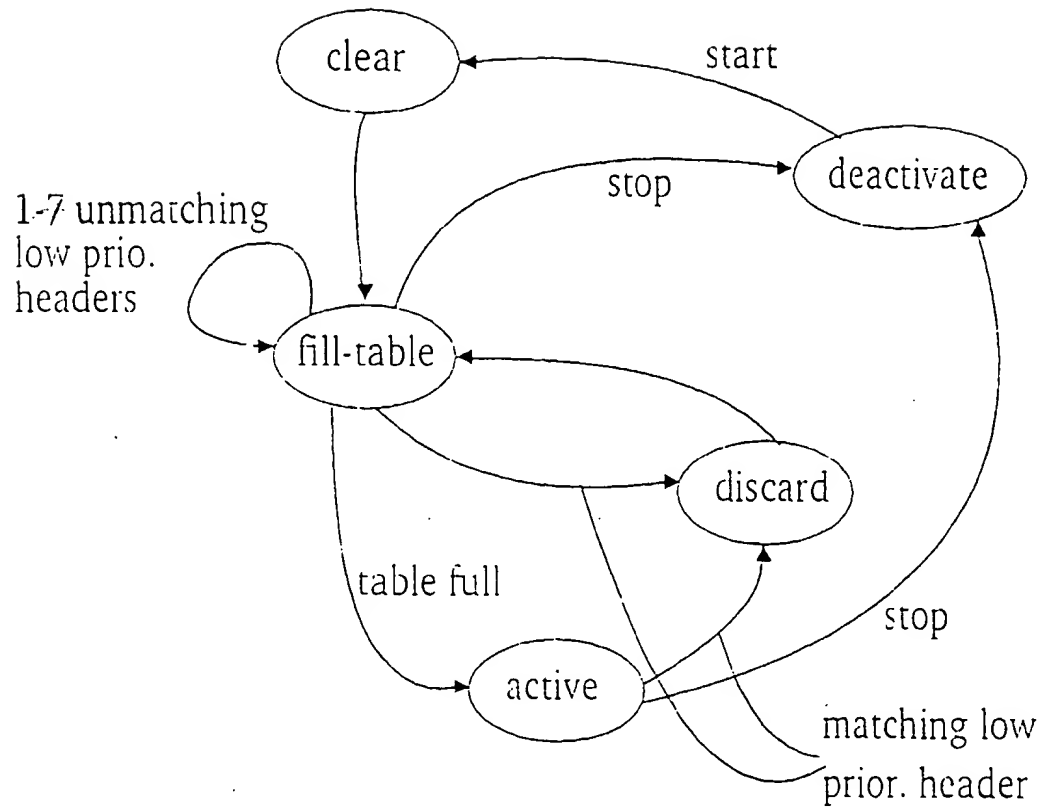 clear
start
deactivate
stop
1-7 unmatching
low prio.
headers
fill-table
discard
table full
stop
active
matching low
prior. header